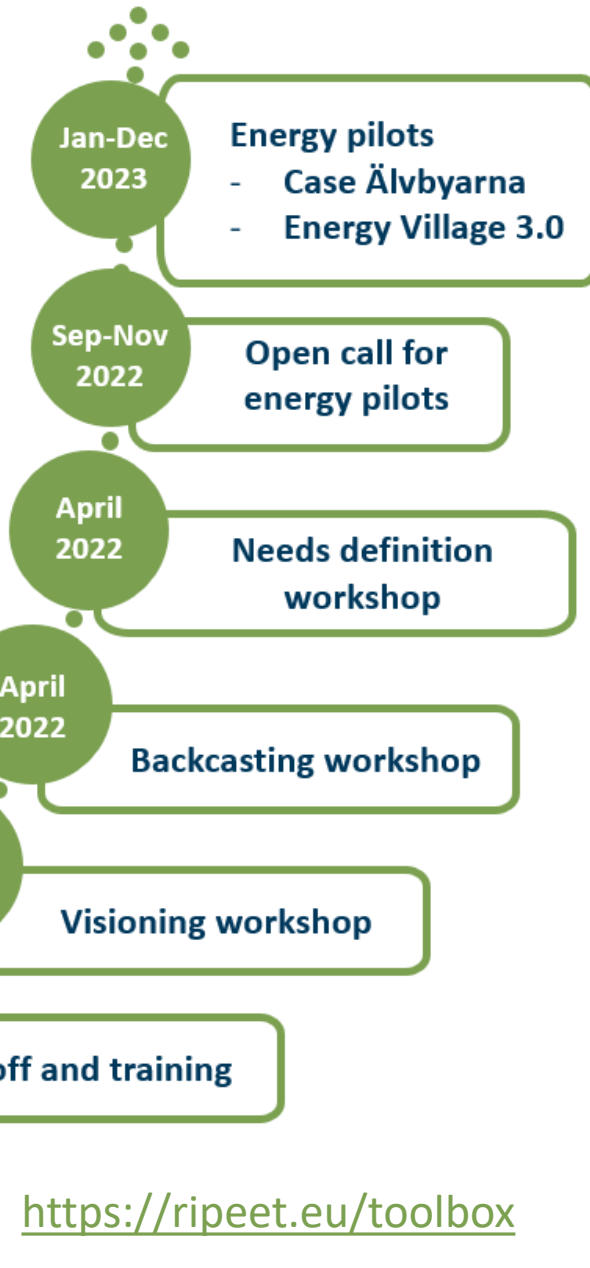 Jan-Dec
2023
Energy pilots
- Case Älvbyarna
- Energy Village 3.0
Sep-Nov
2022
Open call for
energy pilots
April
2022
Needs definition
workshop
April
2022
Backcasting workshop
Visioning workshop
off and training
https://ripeet.eu/toolbox